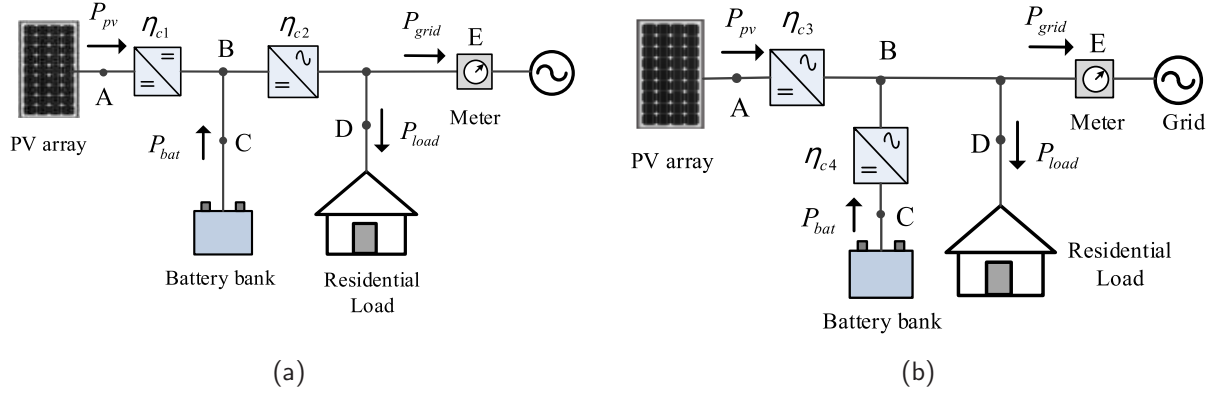 P_pv
η_c1
B
η_c2
P_grid
E
A
Meter
PV array
P_bat
C
D
P_load
Battery bank
Residential
Load
(a)
P_pv
η_c3
B
P_grid
E
A
Meter
Grid
PV array
η_c4
D
P_load
P_bat
C
Residential
Load
Battery bank
(b)